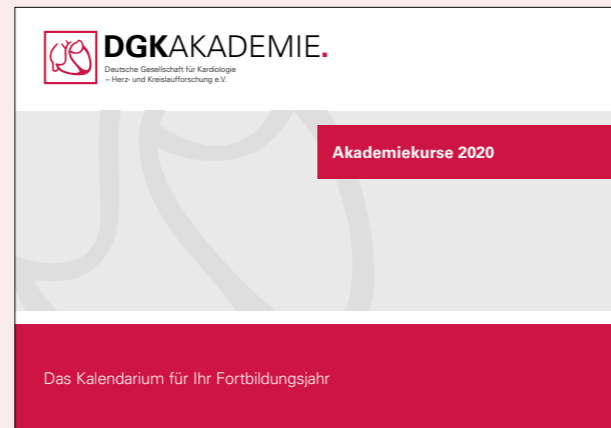 DGKAKADEMIE.
Deutsche Gesellschaft für Kardiologie
– Herz- und Kreislaufforschung e.V.
Akademiekurse 2020
Das Kalendarium für Ihr Fortbildungsjahr